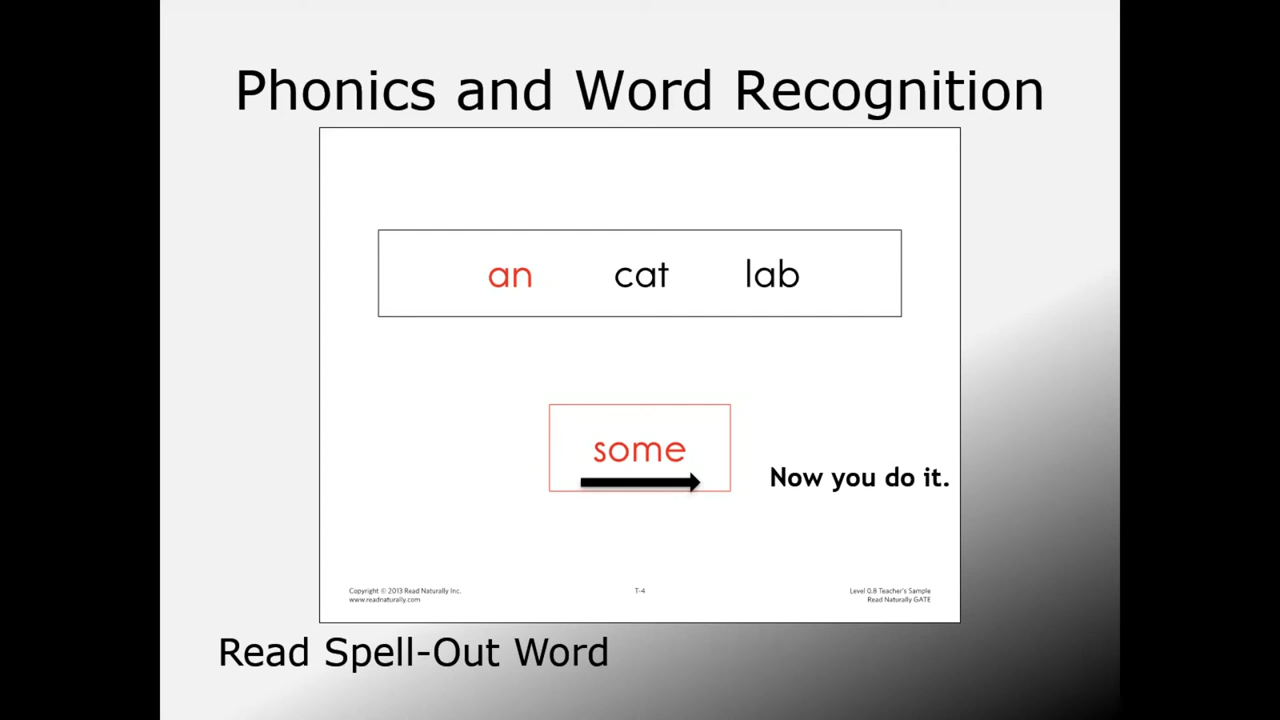 Phonics and Word Recognition
an cat lab
some
Now you do it.
Copyright © 2013 Read Naturally Inc.
www.readnaturally.com
T-4
Level 0.8 Teacher's Sample
Read Naturally GATE
Read Spell-Out Word